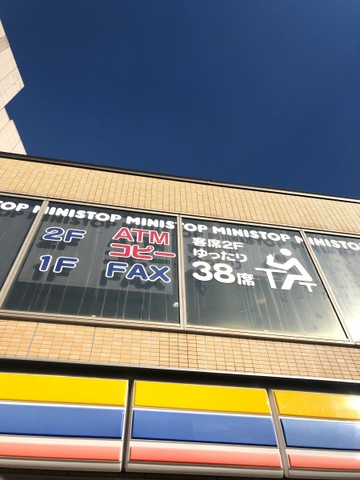 TOP MINISTOP MINISTOP MINISTOP MINISTOP
2F ATM
コピー
1F FAX
客席2F
ゆったり
38席